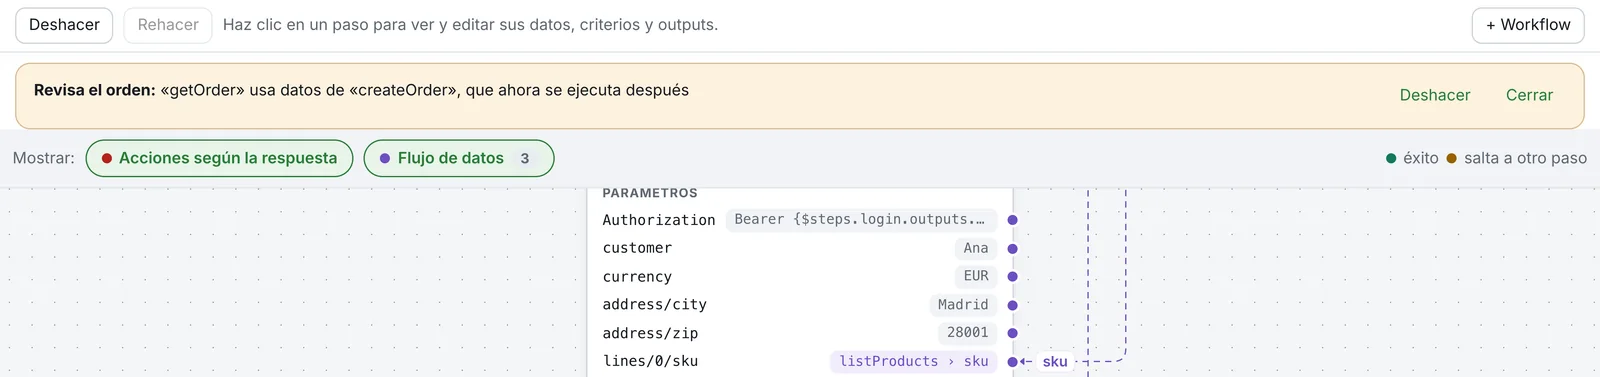 Deshacer Rehacer Haz clic en un paso para ver y editar sus datos, criterios y outputs. + Workflow
Revisa el orden: «getOrder» usa datos de «createOrder», que ahora se ejecuta después Deshacer Cerrar
Mostrar: Acciones según la respuesta Flujo de datos 3 éxito salta a otro paso
PARAMETROS
Authorization Bearer {$steps.login.outputs.…
customer Ana
currency EUR
address/city Madrid
address/zip 28001
lines/0/sku listProducts › sku sku